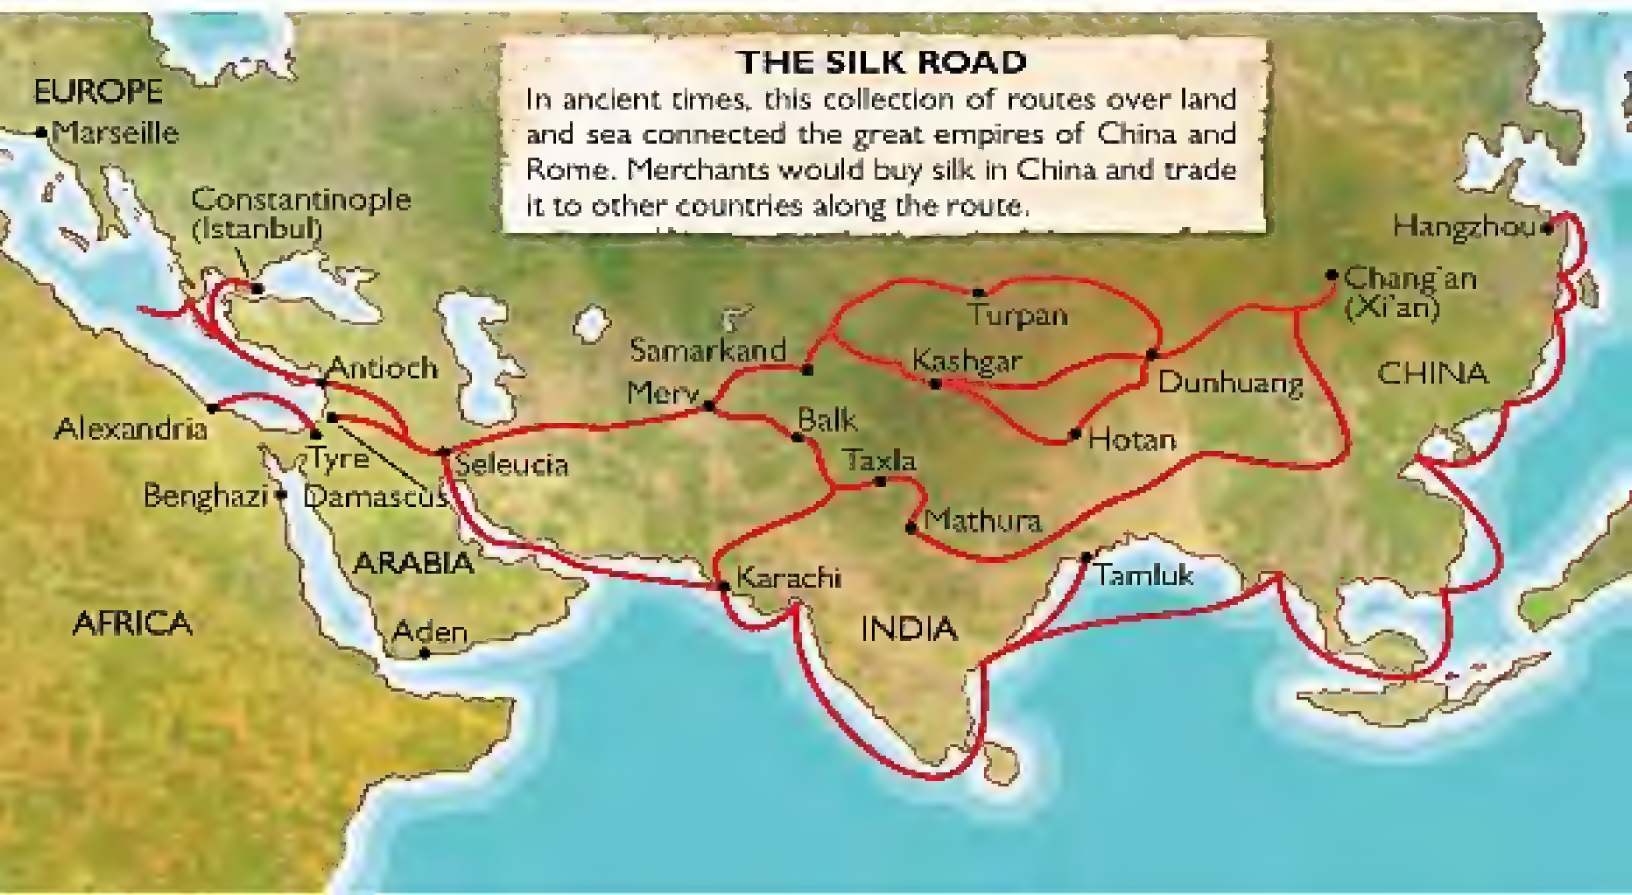 THE SILK ROAD
In ancient times, this collection of routes over land
and sea connected the great empires of China and
Rome. Merchants would buy silk in China and trade
it to other countries along the route.
EUROPE
Marseille
Constantinople
(Istanbul)
Hangzhou
Chang'an
(Xi'an)
Turpan
Samarkand
Kashgar
Antioch
CHINA
Dunhuang
Merv
Balk
Alexandria
Hotan
Tyre
Seleucia
Taxla
Benghazi
Damascus
Mathura
ARABIA
Karachi
Tamluk
AFRICA
Aden
INDIA